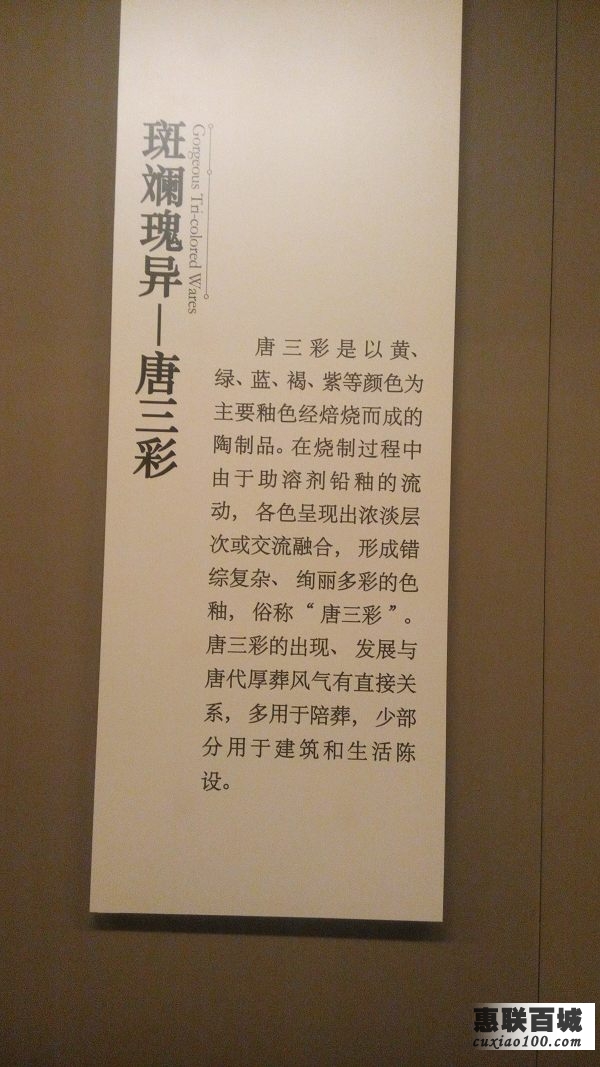 斑斓瑰异—唐三彩
Gorgeous Tri-colored Wares
唐三彩是以黄、
绿、蓝、褐、紫等颜色为
主要釉色经焙烧而成的
陶制品。在烧制过程中
由于助溶剂铅釉的流
动，各色呈现出浓淡层
次或交流融合，形成错
综复杂、绚丽多彩的色
釉，俗称“唐三彩”。
唐三彩的出现、发展与
唐代厚葬风气有直接关
系，多用于陪葬，少部
分用于建筑和生活陈
设。
惠联百城
cuxiao100.com